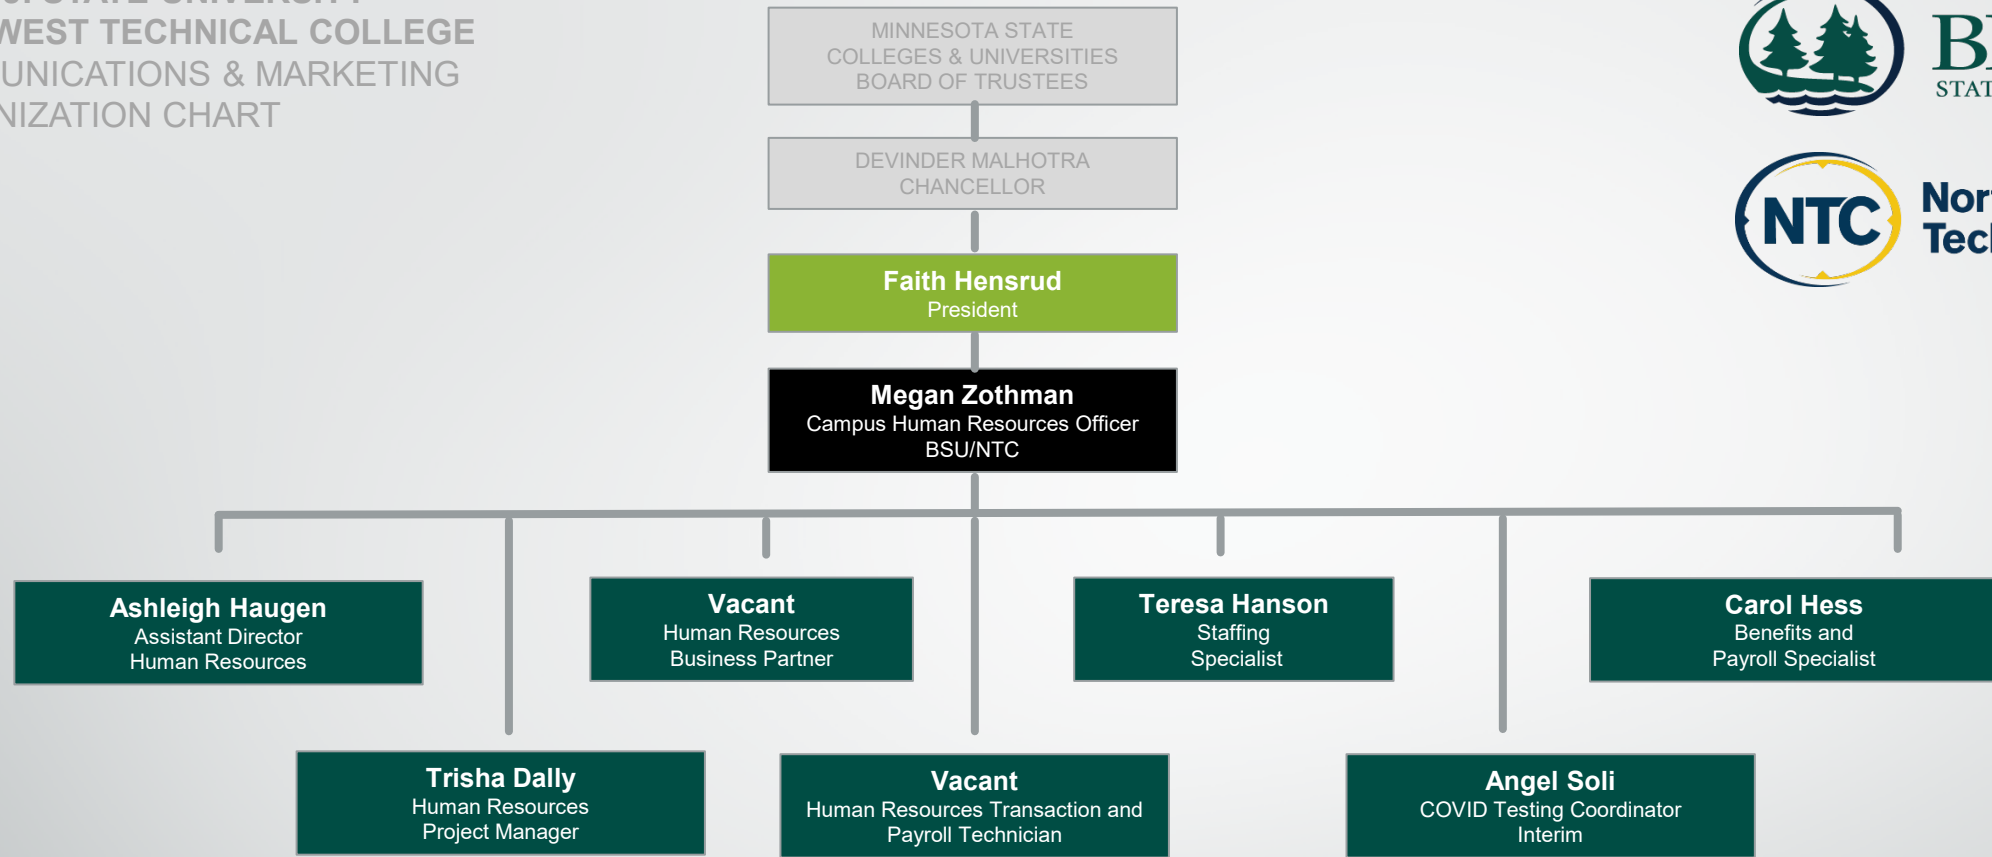 STATE UNIVERSITY
WEST TECHNICAL COLLEGE
UNICATIONS & MARKETING
NIZATION CHART
MINNESOTA STATE
COLLEGES & UNIVERSITIES
BOARD OF TRUSTEES
DEVINDER MALHOTRA
CHANCELLOR
Faith Hensrud
President
Megan Zothman
Campus Human Resources Officer
BSU/NTC
Ashleigh Haugen
Assistant Director
Human Resources
Vacant
Human Resources
Business Partner
Teresa Hanson
Staffing
Specialist
Carol Hess
Benefits and
Payroll Specialist
Trisha Dally
Human Resources
Project Manager
Vacant
Human Resources Transaction and
Payroll Technician
Angel Soli
COVID Testing Coordinator
Interim
B
STAT
NTC
Nor
Tec